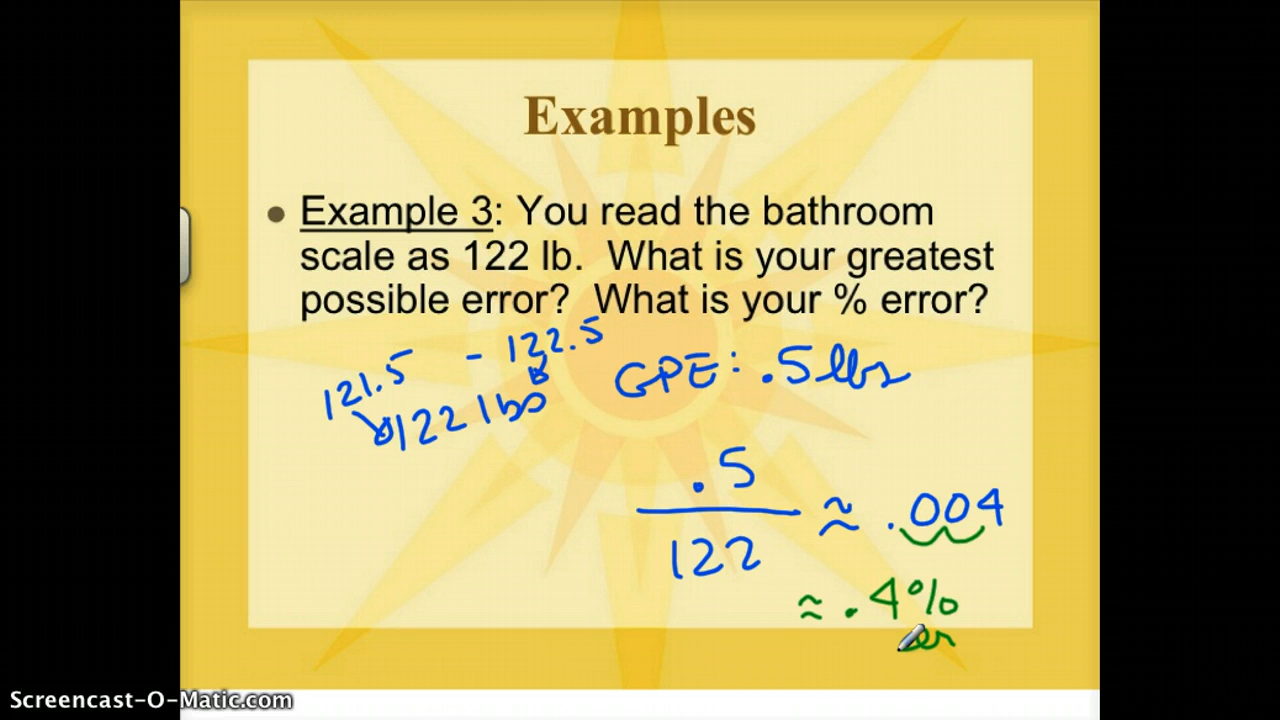 Examples
Example 3: You read the bathroom
scale as 122 lb. What is your greatest
possible error? What is your % error?
121.5 - 122.5
122 lbs
GPE: .5 lbs
.5
122
≈ .004
≈ .4%
Screencast-O-Matic.com